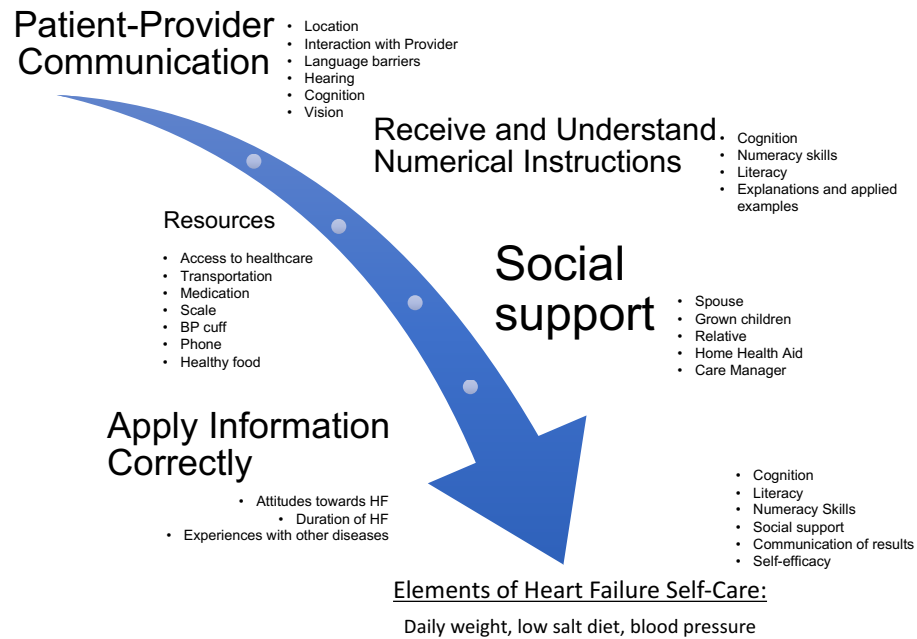 Patient-Provider
Communication
• Location
• Interaction with Provider
• Language barriers
• Hearing
• Cognition
• Vision
Receive and Understand
Numerical Instructions
• Cognition
• Numeracy skills
• Literacy
• Explanations and applied
examples
Resources
• Access to healthcare
• Transportation
• Medication
• Scale
• BP cuff
• Phone
• Healthy food
Social
support
• Spouse
• Grown children
• Relative
• Home Health Aid
• Care Manager
Apply Information
Correctly
• Attitudes towards HF
• Duration of HF
• Experiences with other diseases
• Cognition
• Literacy
• Numeracy Skills
• Social support
• Communication of results
• Self-efficacy
Elements of Heart Failure Self-Care:
Daily weight, low salt diet, blood pressure